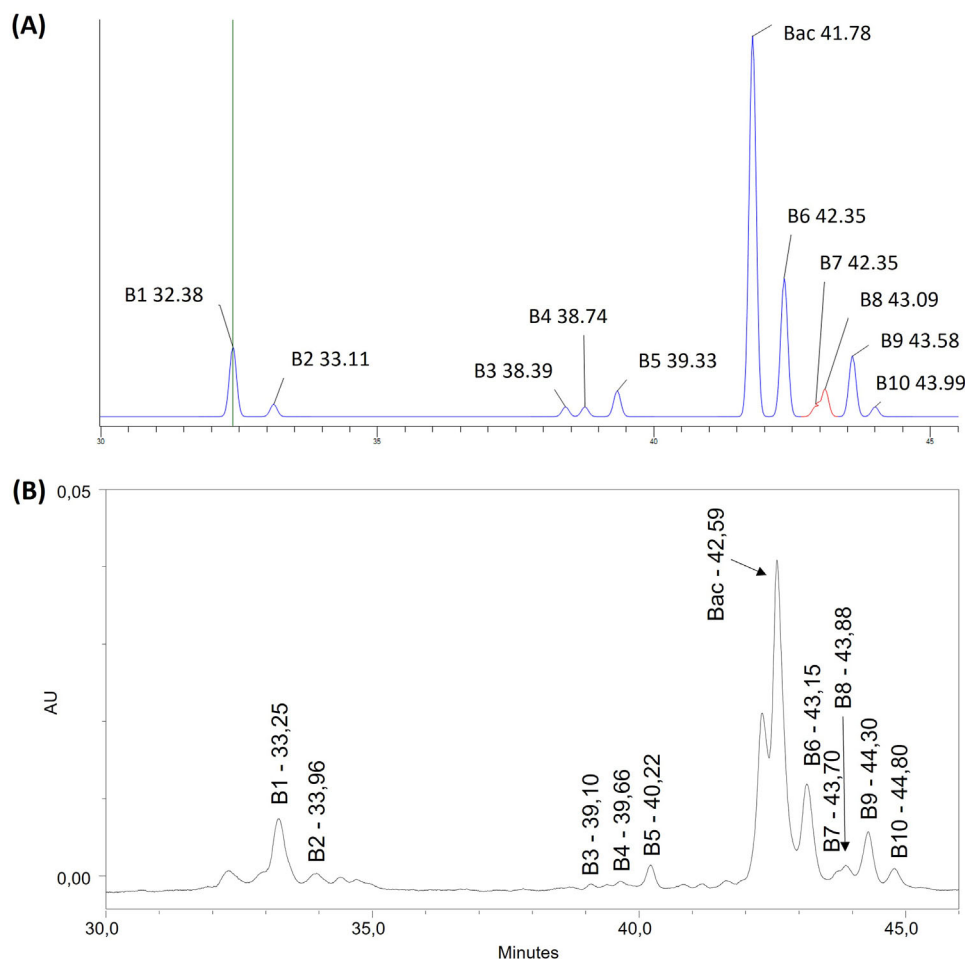 (A)
Bac 41.78
B6 42.35
B7 42.35
B1 32.38
B8 43.09
B4 38.74
B9 43.58
B2 33.11
B3 38.39
B5 39.33
B10 43.99
30
35
40
45
(B)
0,05
Bac - 42,59
B8 - 43,88
B6 - 43,15
B1 - 33,25
B9 - 44,30
AU
B7 - 43,70
B3 - 39,10
B4 - 39,66
B5 - 40,22
B10 - 44,80
B2 - 33,96
0,00
30,0
35,0
40,0
45,0
Minutes